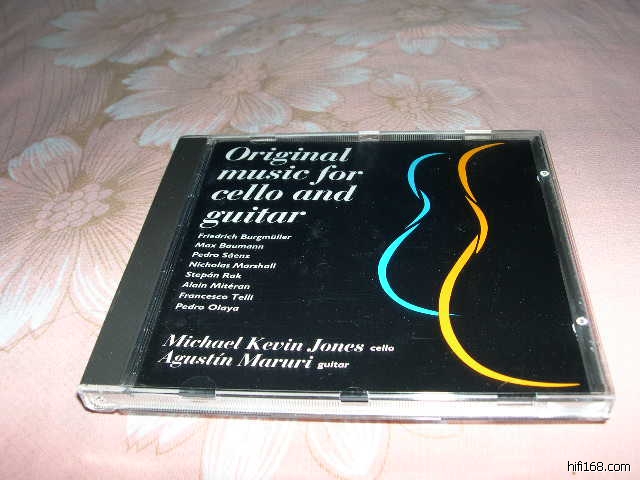 Original
music for
cello and
guitar
Friedrich Burgmüller
Max Baumann
Pedro Sáenz
Nicholas Marshall
Stepán Rak
Alain Mitéran
Francesco Telli
Pedro Olaya
Michael Kevin Jones cello
Agustín Maruri guitar
hifi168.com